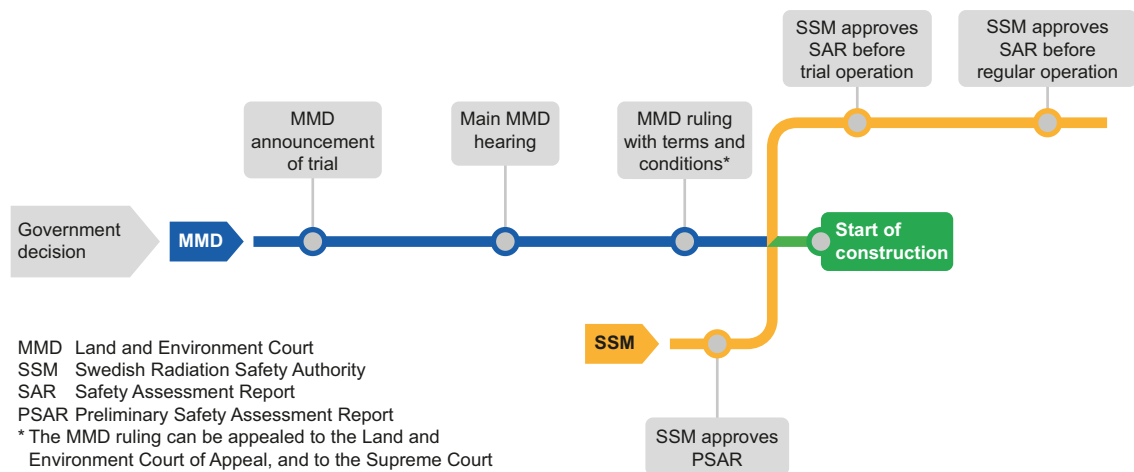 SSM approves
SAR before
trial operation
SSM approves
SAR before
regular operation
MMD
announcement
of trial
Main MMD
hearing
MMD ruling
with terms and
conditions*
Government
decision
MMD
Start of
construction
SSM
SSM approves
PSAR
MMD Land and Environment Court
SSM Swedish Radiation Safety Authority
SAR Safety Assessment Report
PSAR Preliminary Safety Assessment Report
* The MMD ruling can be appealed to the Land and
Environment Court of Appeal, and to the Supreme Court